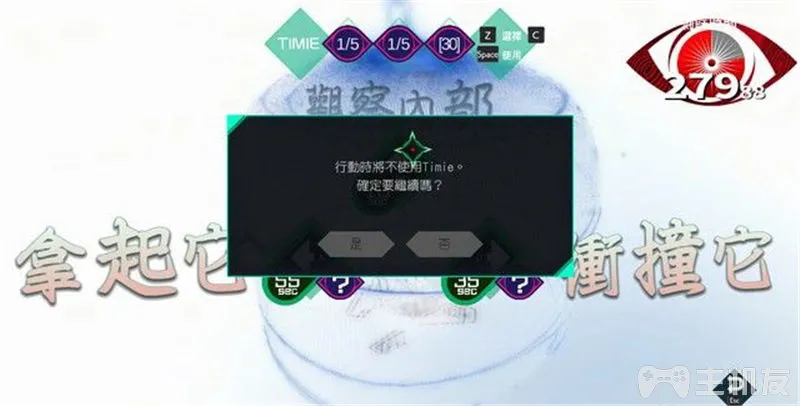 TIMIE
1/5
1/5
[30]
Z 選擇 C
Space 使用
279 88
觀察內部
行動時將不使用Timie。
確定要繼續嗎？
是
否
拿起它
衝撞它
55
sec
?
35
sec
?
主机友
Esc